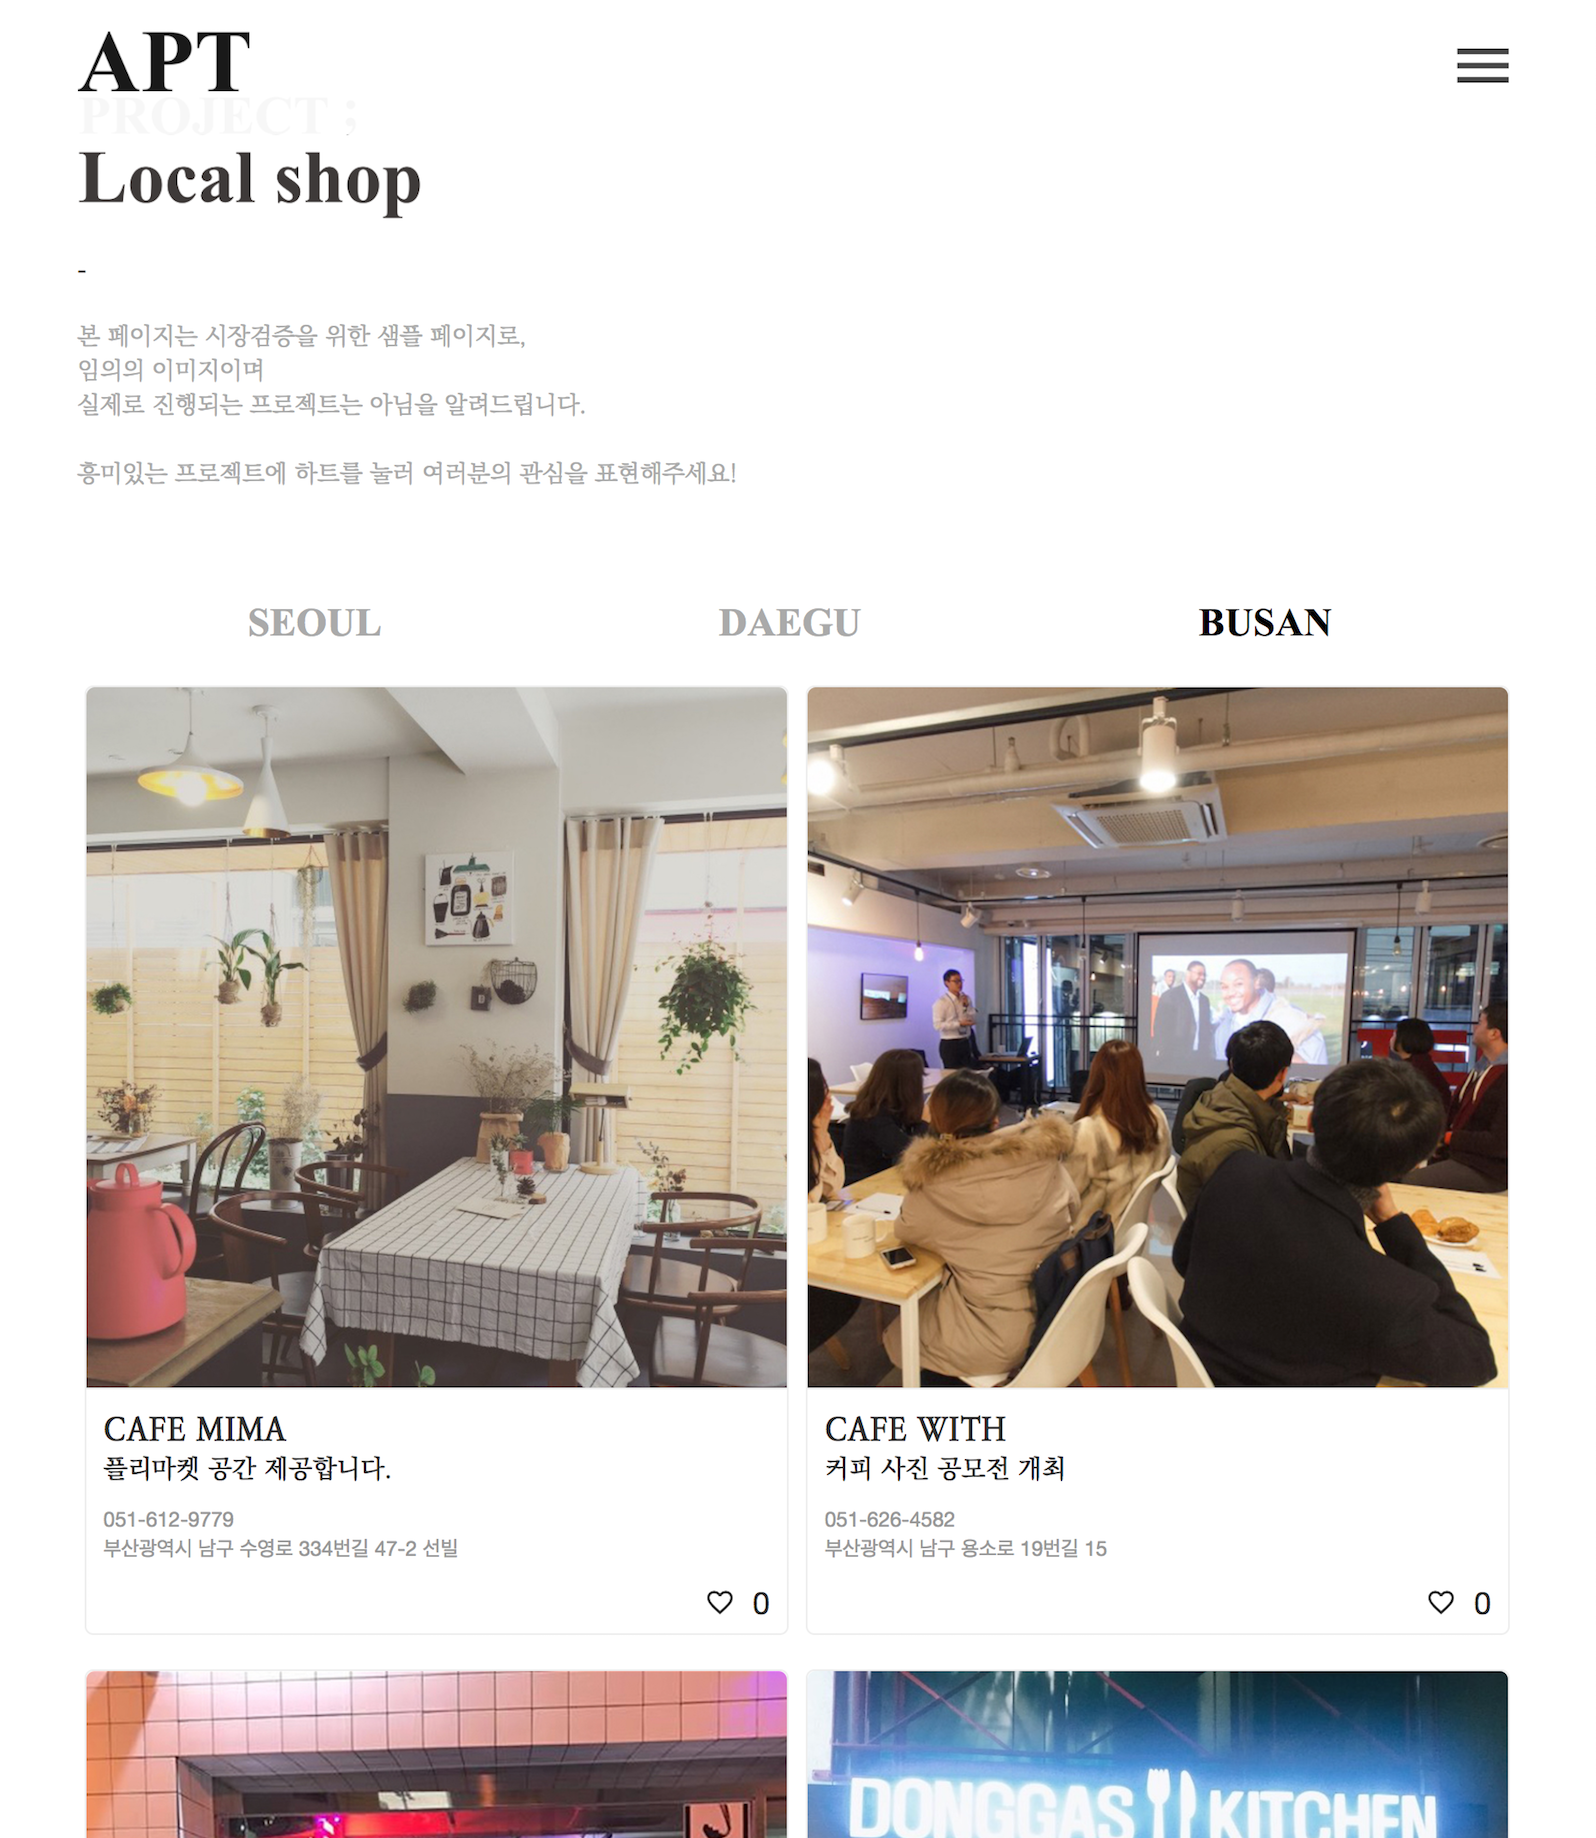 APT
PROJECT ;
Local shop
-
본 페이지는 시장검증을 위한 샘플 페이지로,
임의의 이미지이며
실제로 진행되는 프로젝트는 아님을 알려드립니다.
흥미있는 프로젝트에 하트를 눌러 여러분의 관심을 표현해주세요!
SEOUL
DAEGU
BUSAN
CAFE MIMA
플리마켓 공간 제공합니다.
051-612-9779
부산광역시 남구 수영로 334번길 47-2 선빌
0
CAFE WITH
커피 사진 공모전 개최
051-626-4582
부산광역시 남구 용소로 19번길 15
0
DONGGAS KITCHEN